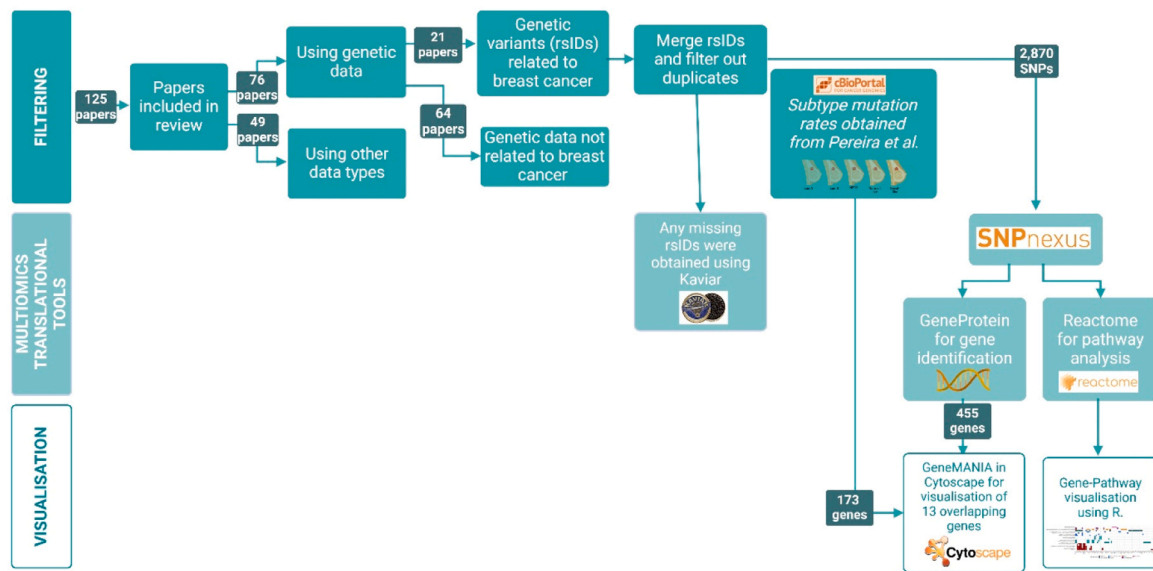 FILTERING
125
papers
Papers
included in
review
76
papers
49
papers
Using genetic
data
Using other
data types
21
papers
64
papers
Genetic
variants (rsIDs)
related to
breast cancer
Genetic data not
related to breast
cancer
Merge rsIDs
and filter out
duplicates
cBioPortal
FOR CANCER GENOMICS
Subtype mutation
rates obtained
from Pereira et al.
2,870
SNPs
MULTIOMICS
TRANSLATIONAL
TOOLS
Any missing
rsIDs were
obtained using
Kaviar
SNPnexus
GeneProtein
for gene
identification
Reactome
for pathway
analysis
reactome
VISUALISATION
455
genes
173
genes
GeneMANIA in
Cytoscape for
visualisation of
13 overlapping
genes
Cytoscape
Gene-Pathway
visualisation
using R.